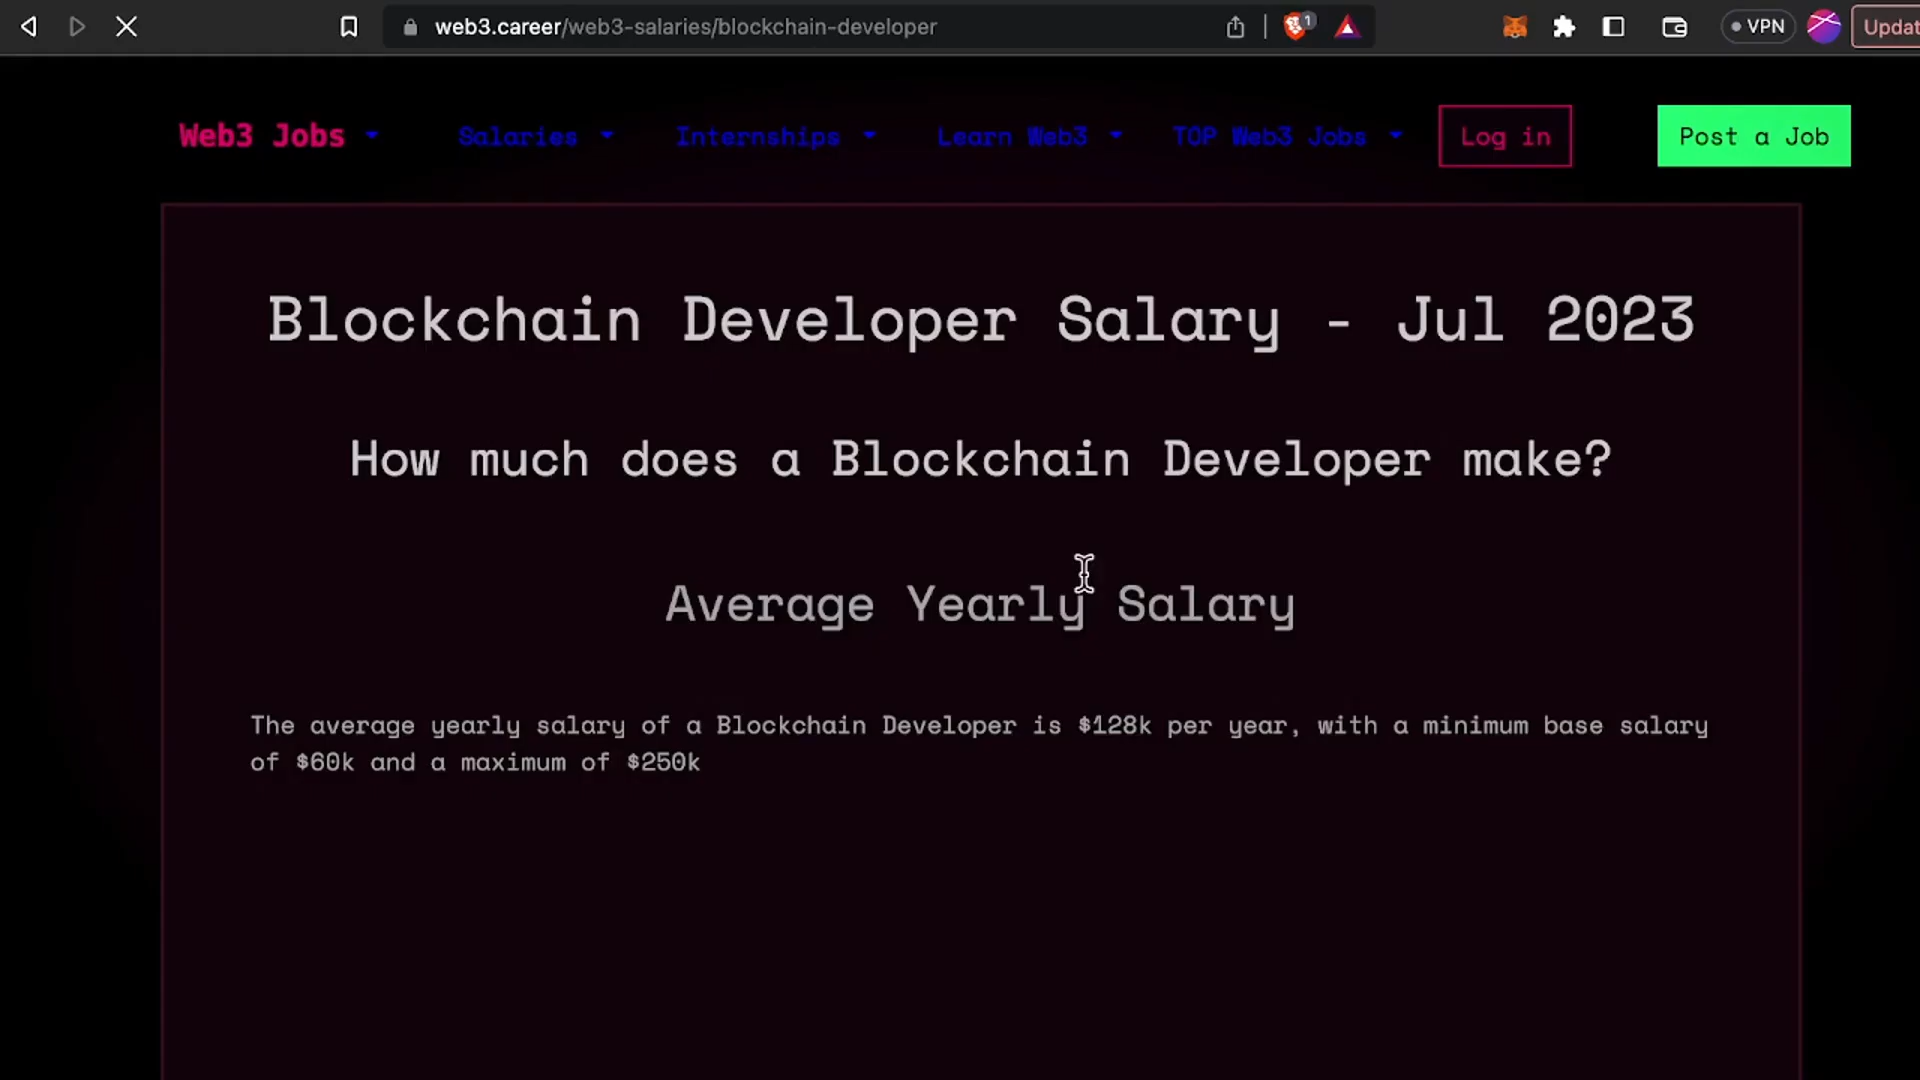 web3.career/web3-salaries/blockchain-developer
1
VPN
Updat
Web3 Jobs
Salaries
Internships
Learn Web3
TOP Web3 Jobs
Log in
Post a Job
Blockchain Developer Salary - Jul 2023
How much does a Blockchain Developer make?
Average Yearly Salary
The average yearly salary of a Blockchain Developer is $128k per year, with a minimum base salary
of $60k and a maximum of $250k